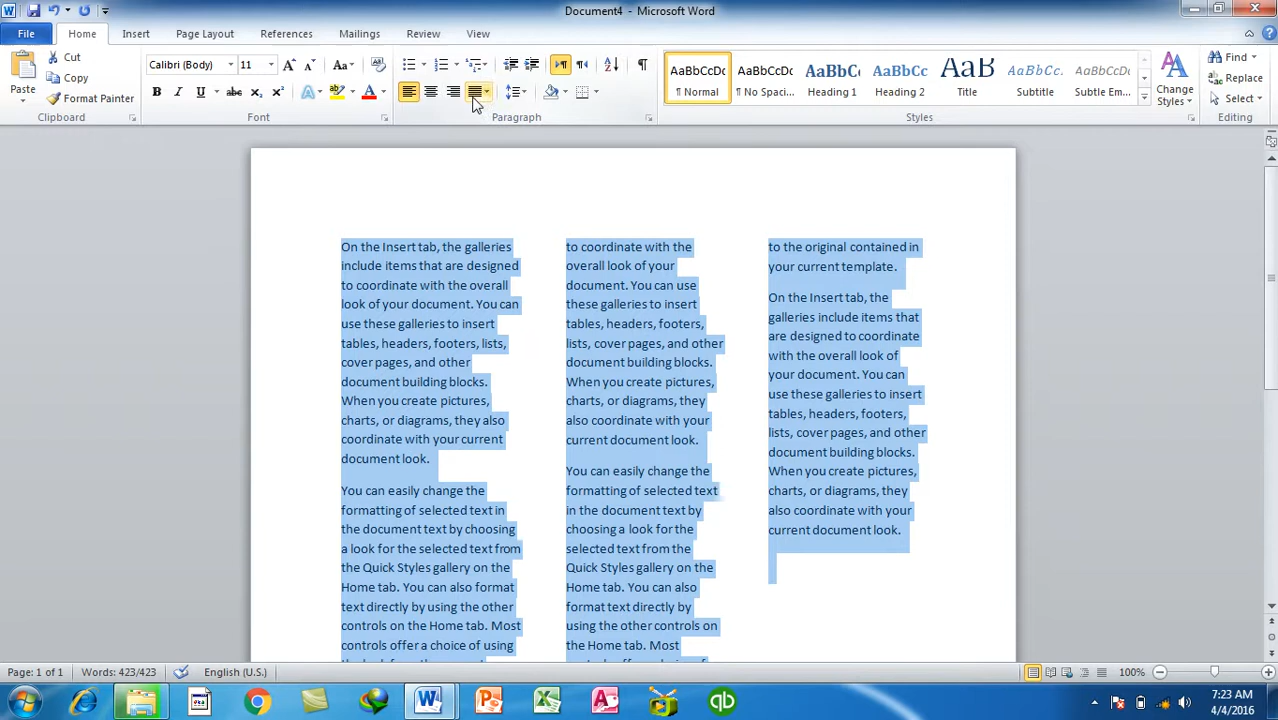 Document4 - Microsoft Word
File Home Insert Page Layout References Mailings Review View
Paste
Cut
Copy
Format Painter
Clipboard
Calibri (Body) 11
Font
Paragraph
AaBbCcDc
¶ Normal
AaBbCcDc
¶ No Spaci...
AaBbCc
Heading 1
AaBbCc
Heading 2
AaB
Title
AaBbCc.
Subtitle
AaBbCcDc
Subtle Em...
Styles
Change
Styles
Find
Replace
Select
Editing
On the Insert tab, the galleries
include items that are designed
to coordinate with the overall
look of your document. You can
use these galleries to insert
tables, headers, footers, lists,
cover pages, and other
document building blocks.
When you create pictures,
charts, or diagrams, they also
coordinate with your current
document look.
You can easily change the
formatting of selected text in
the document text by choosing
a look for the selected text from
the Quick Styles gallery on the
Home tab. You can also format
text directly by using the other
controls on the Home tab. Most
controls offer a choice of using
to coordinate with the
overall look of your
document. You can use
these galleries to insert
tables, headers, footers,
lists, cover pages, and other
document building blocks.
When you create pictures,
charts, or diagrams, they
also coordinate with your
current document look.
You can easily change the
formatting of selected text
in the document text by
choosing a look for the
selected text from the
Quick Styles gallery on the
Home tab. You can also
format text directly by
using the other controls on
the Home tab. Most
to the original contained in
your current template.
On the Insert tab, the
galleries include items that
are designed to coordinate
with the overall look of
your document. You can
use these galleries to insert
tables, headers, footers,
lists, cover pages, and other
document building blocks.
When you create pictures,
charts, or diagrams, they
also coordinate with your
current document look.
Page: 1 of 1 Words: 423/423 English (U.S.) 100%
7:23 AM
4/4/2016